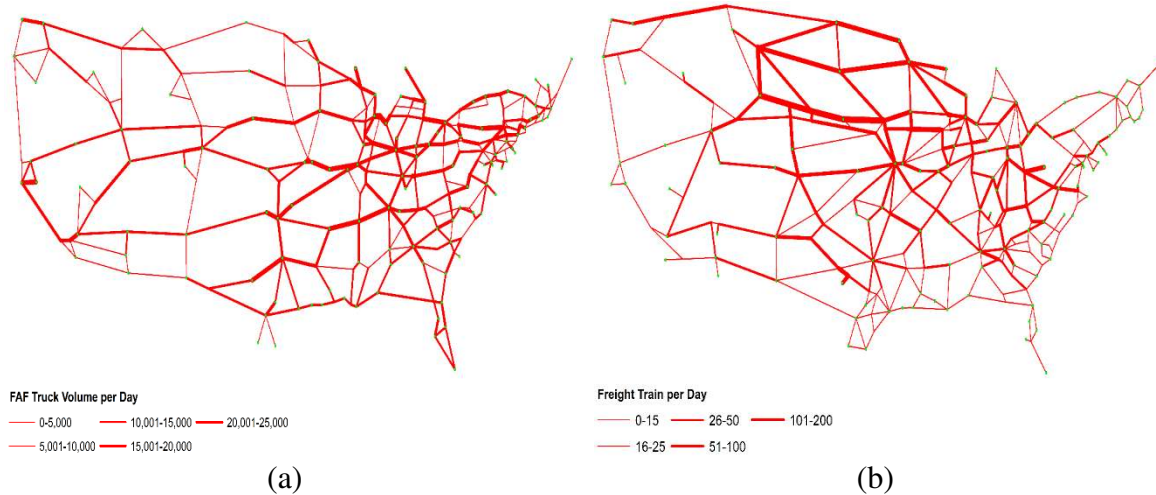 FAF Truck Volume per Day
0-5,000 10,001-15,000 20,001-25,000
5,001-10,000 15,001-20,000
(a)
Freight Train per Day
0-15 26-50 101-200
16-25 51-100
(b)